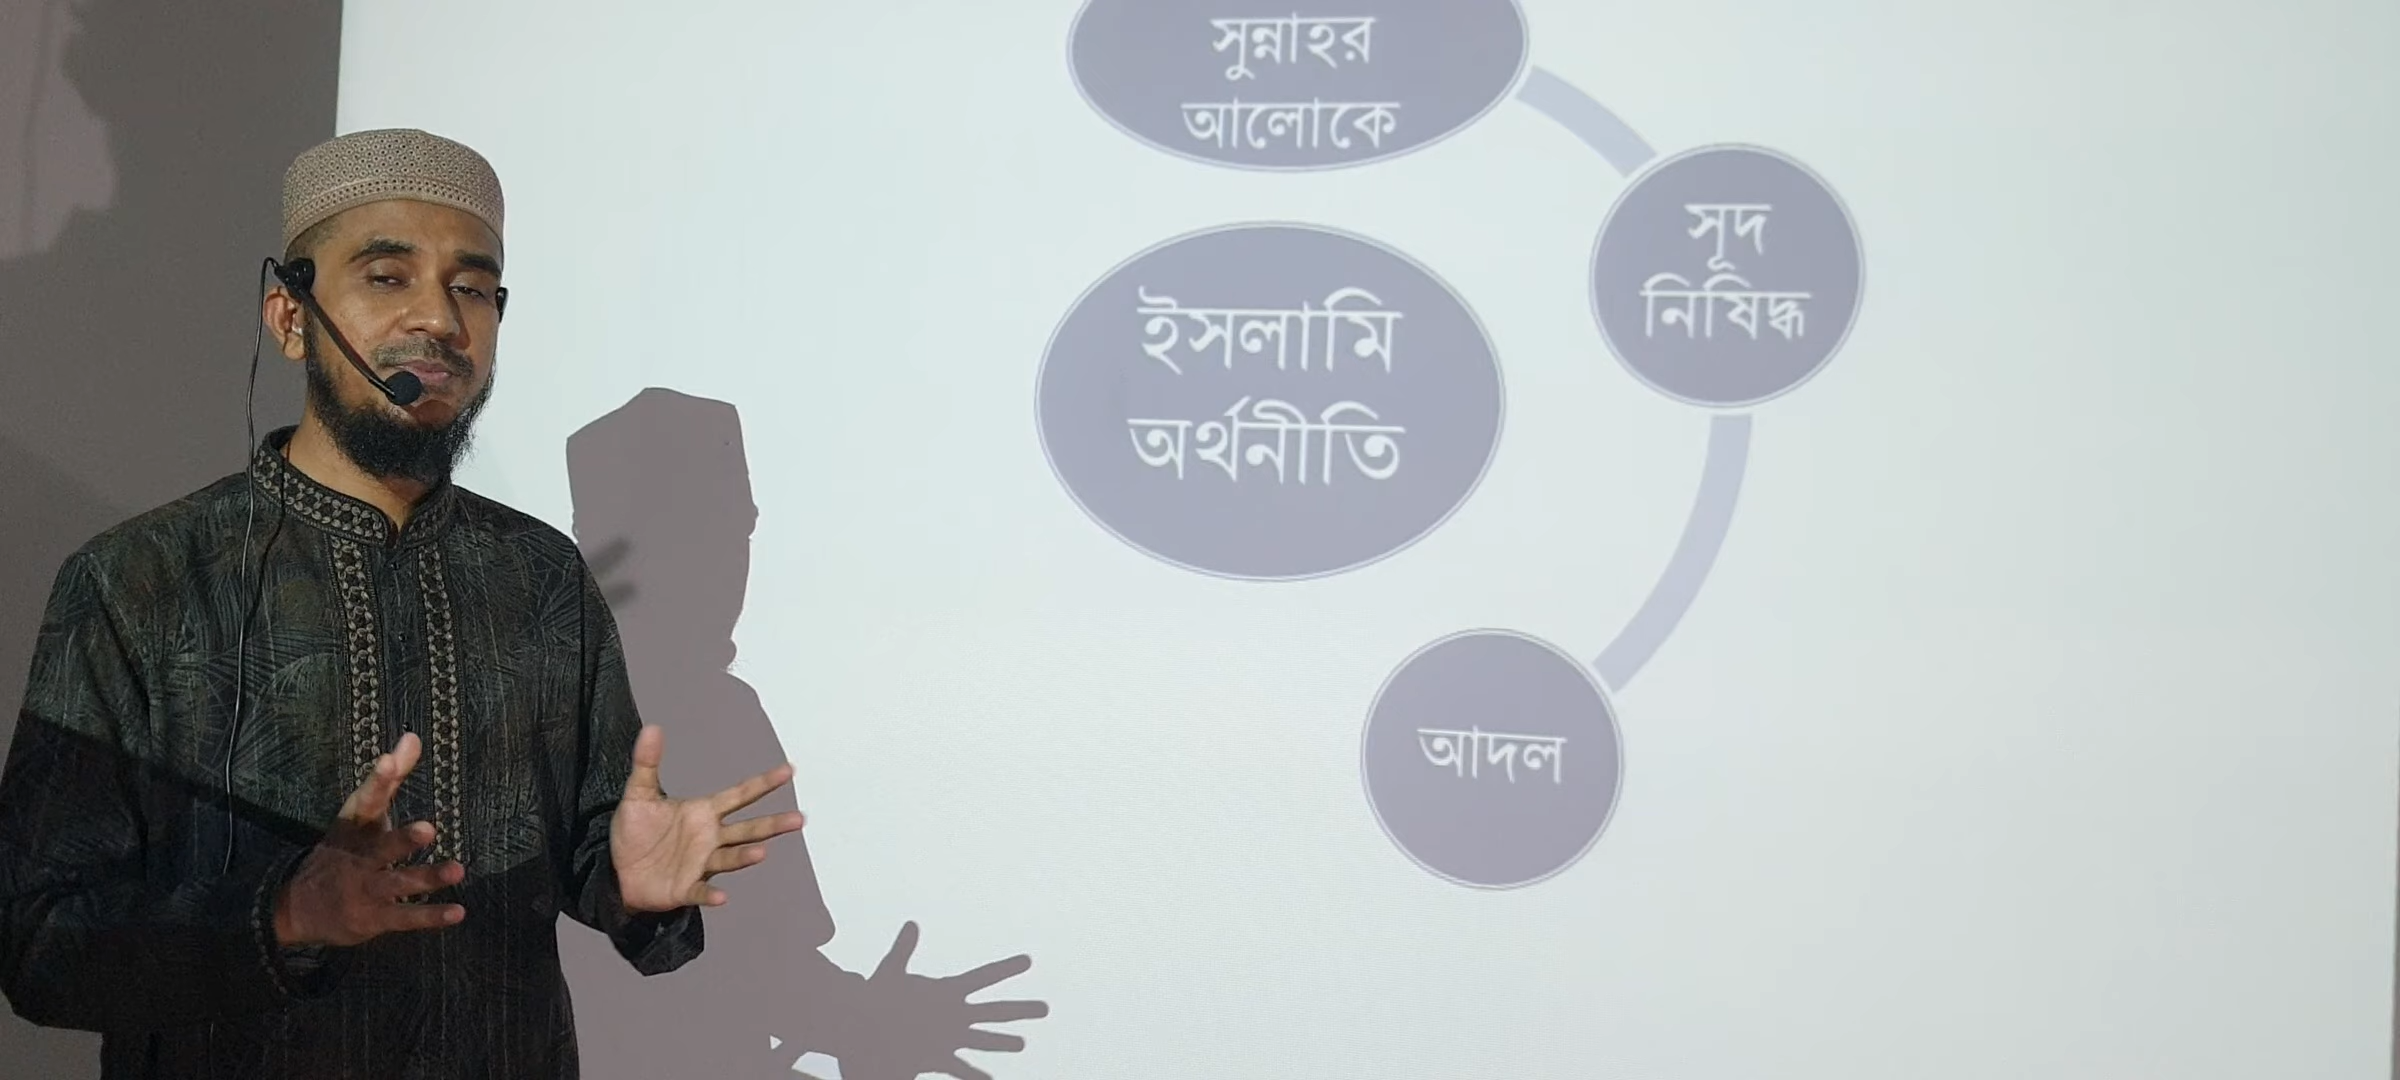 সুন্নাহর
আলোকে
সূদ
নিষিদ্ধ
ইসলামি
অর্থনীতি
আদল